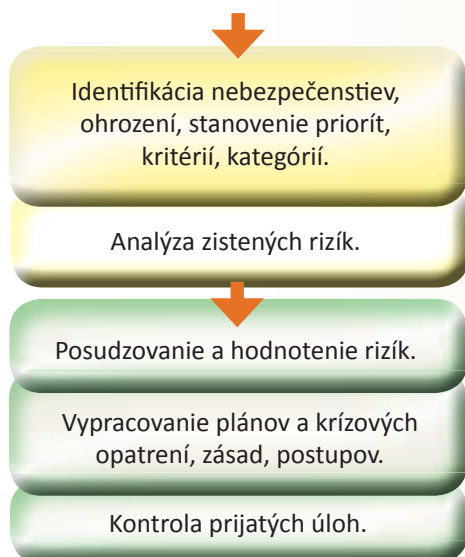 Identifikácia nebezpečenstiev,
ohrození, stanovenie priorít,
kritérií, kategórií.
Analýza zistených rizík.
Posudzovanie a hodnotenie rizík.
Vypracovanie plánov a krízových
opatrení, zásad, postupov.
Kontrola prijatých úloh.